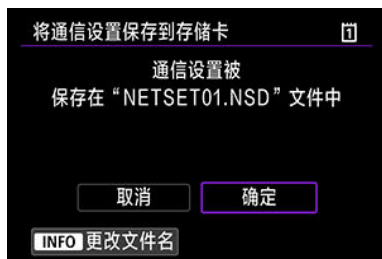 将通信设置保存到存储卡 1
通信设置被
保存在“NETSET01.NSD”文件中
取消 确定
INFO 更改文件名